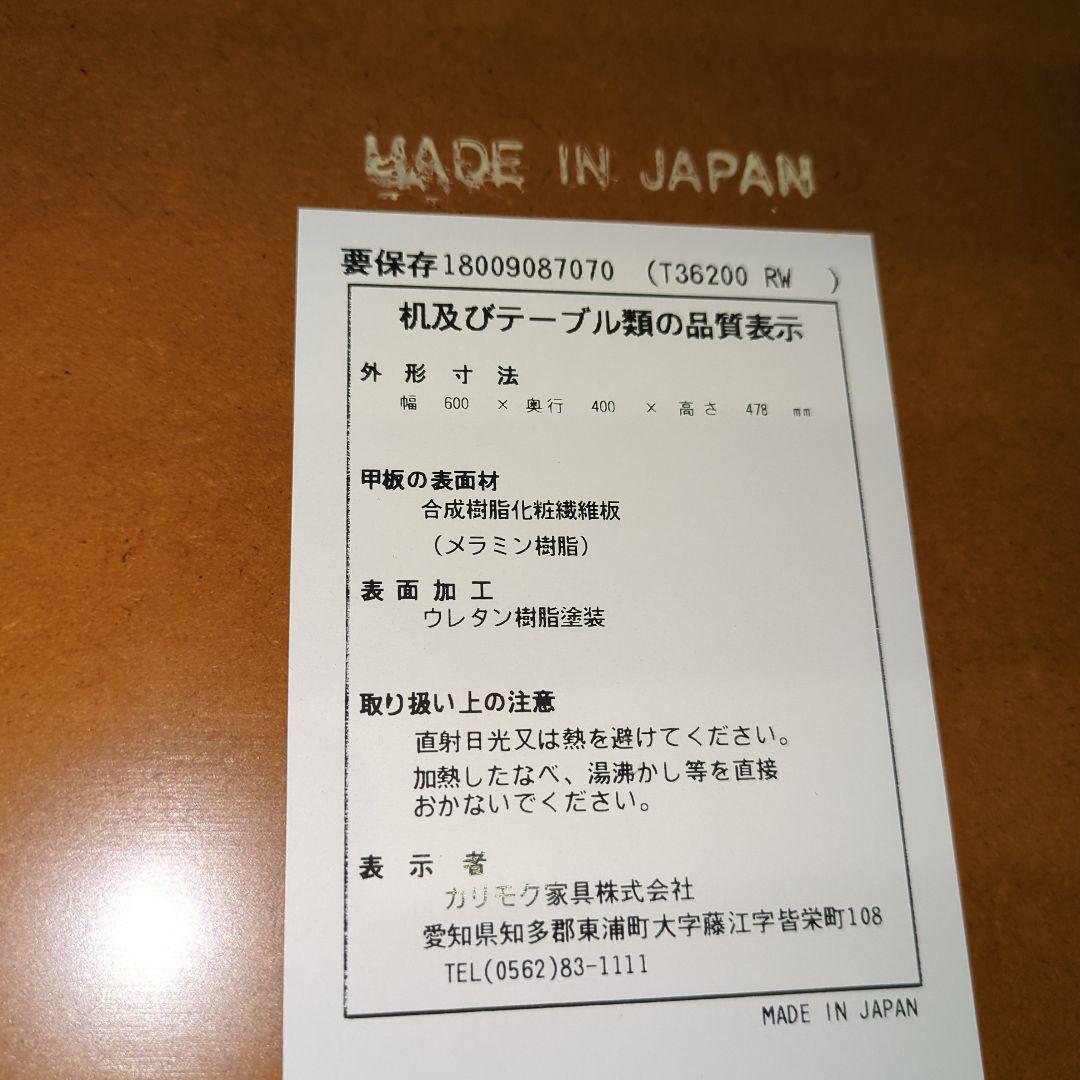 MADE IN JAPAN
要保存18009087070 (T36200 RW )
机及びテーブル類の品質表示
外形寸法
幅 600 × 奥行 400 × 高さ 478 mm
甲板の表面材
合成樹脂化粧繊維板
(メラミン樹脂)
表面加工
ウレタン樹脂塗装
取り扱い上の注意
直射日光又は熱を避けてください。
加熱したなべ、湯沸かし等を直接
おかないでください。
表示者
カリモク家具株式会社
愛知県知多郡東浦町大字藤江字皆栄町108
TEL(0562)83-1111
MADE IN JAPAN